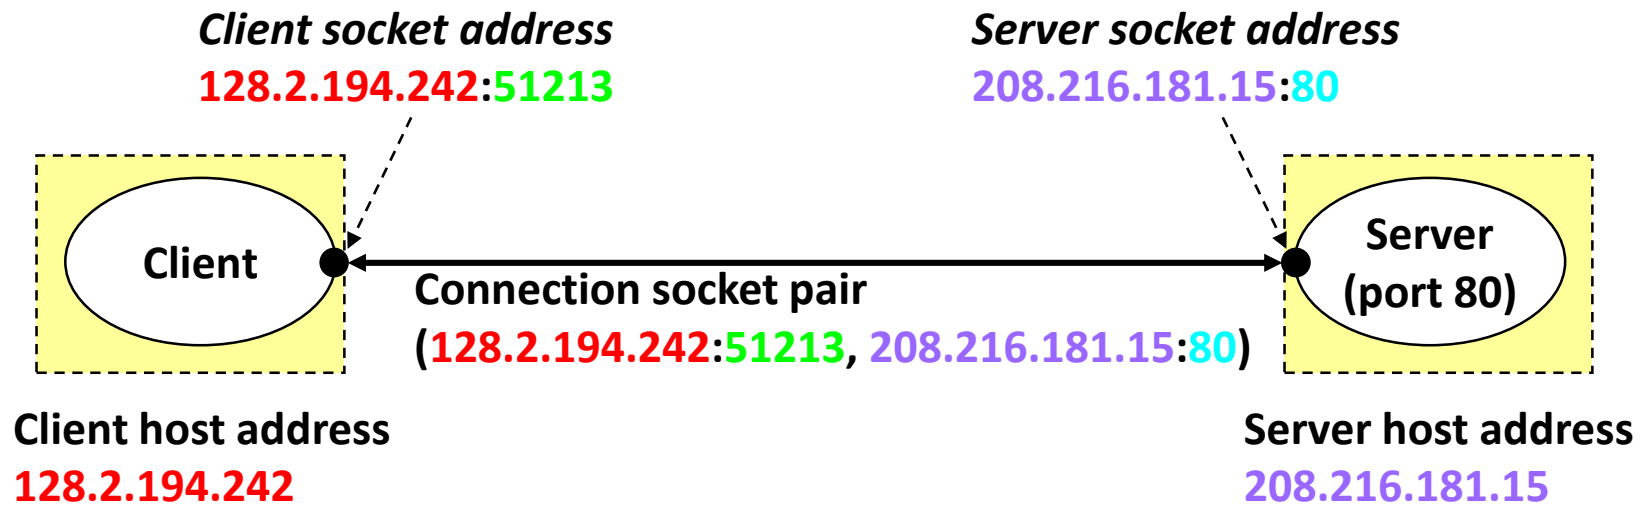 Client socket address
128.2.194.242:51213
Server socket address
208.216.181.15:80
Client
Server
(port 80)
Connection socket pair
(128.2.194.242:51213, 208.216.181.15:80)
Client host address
128.2.194.242
Server host address
208.216.181.15